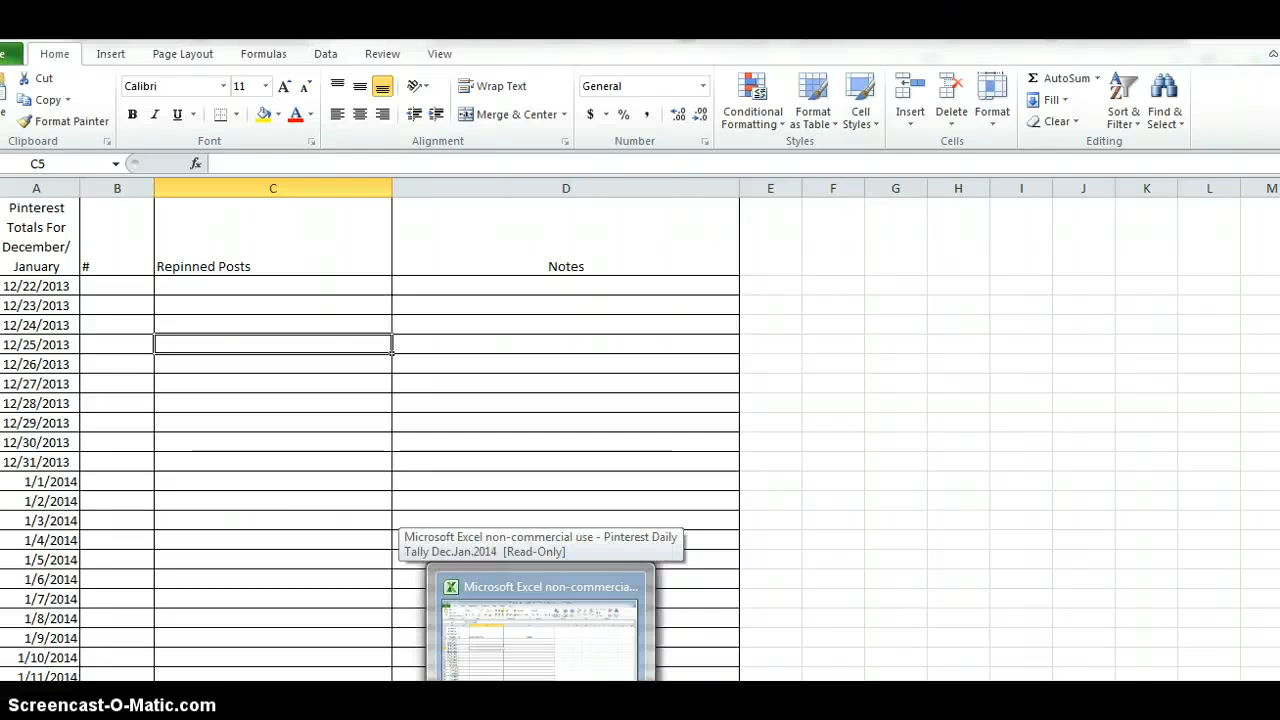 Home Insert Page Layout Formulas Data Review View
Cut
Copy
Format Painter
Clipboard
Calibri 11
B I U
Font
Wrap Text
Merge & Center
Alignment
General
$ % ,
Number
Conditional Formatting
Format as Table
Cell Styles
Styles
Insert Delete Format
Cells
Σ AutoSum
Fill
Clear
Sort & Filter
Find & Select
Editing
C5 fx
A B C D E F G H I J K L M
Pinterest
Totals For
December/
January # Repinned Posts Notes
12/22/2013
12/23/2013
12/24/2013
12/25/2013
12/26/2013
12/27/2013
12/28/2013
12/29/2013
12/30/2013
12/31/2013
1/1/2014
1/2/2014
1/3/2014
1/4/2014
1/5/2014
1/6/2014
1/7/2014
1/8/2014
1/9/2014
1/10/2014
1/11/2014
Microsoft Excel non-commercial use - Pinterest Daily
Tally Dec.Jan.2014 [Read-Only]
Microsoft Excel non-commercia...
Screencast-O-Matic.com